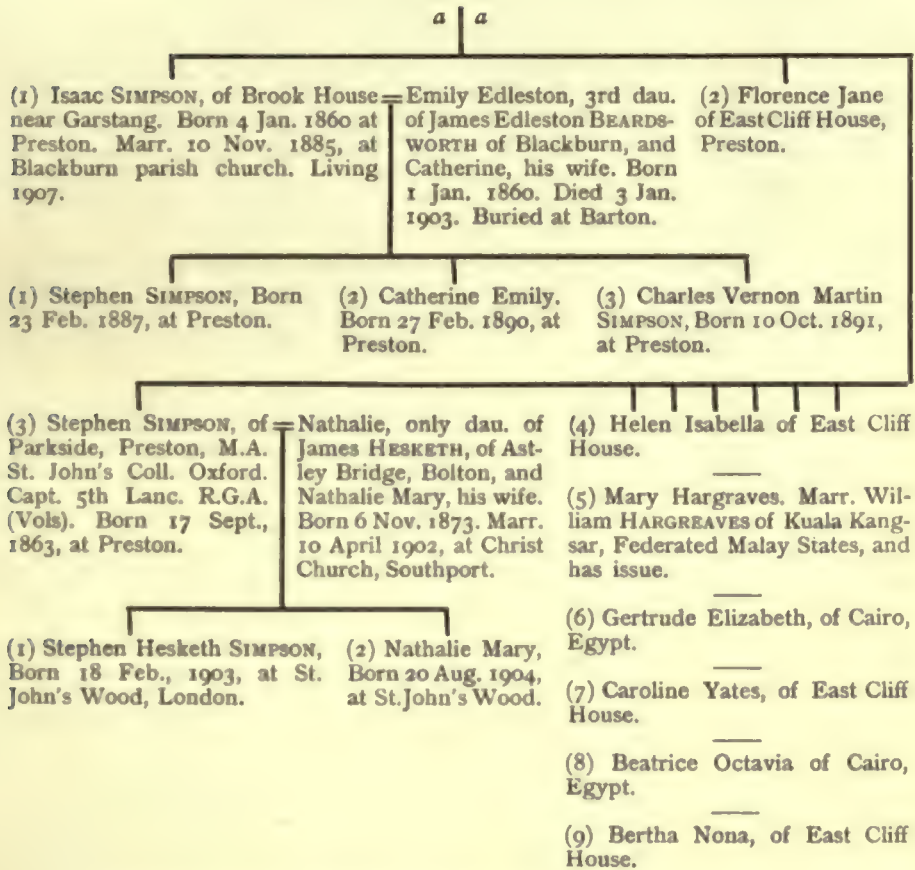 a a
(1) Isaac SIMPSON, of Brook House
near Garstang. Born 4 Jan. 1860 at
Preston. Marr. 10 Nov. 1885, at
Blackburn parish church. Living
1907.
=Emily Edleston, 3rd dau.
of James Edleston BEARDS-
WORTH of Blackburn, and
Catherine, his wife. Born
1 Jan. 1860. Died 3 Jan.
1903. Buried at Barton.
(2) Florence Jane
of East Cliff House,
Preston.
(1) Stephen SIMPSON, Born
23 Feb. 1887, at Preston.
(2) Catherine Emily.
Born 27 Feb. 1890, at
Preston.
(3) Charles Vernon Martin
SIMPSON, Born 10 Oct. 1891,
at Preston.
(3) Stephen SIMPSON, of
Parkside, Preston, M.A.
St. John's Coll. Oxford.
Capt. 5th Lanc. R.G.A.
(Vols). Born 17 Sept.,
1863, at Preston.
=Nathalie, only dau. of
James HESKETH, of Ast-
ley Bridge, Bolton, and
Nathalie Mary, his wife.
Born 6 Nov. 1873. Marr.
10 April 1902, at Christ
Church, Southport.
(4) Helen Isabella of East Cliff
House.
(5) Mary Hargraves. Marr. Wil-
liam HARGREAVES of Kuala Kang-
sar, Federated Malay States, and
has issue.
(6) Gertrude Elizabeth, of Cairo,
Egypt.
(7) Caroline Yates, of East Cliff
House.
(8) Beatrice Octavia of Cairo,
Egypt.
(9) Bertha Nona, of East Cliff
House.
(1) Stephen Hesketh SIMPSON,
Born 18 Feb., 1903, at St.
John's Wood, London.
(2) Nathalie Mary,
Born 20 Aug. 1904,
at St. John's Wood.